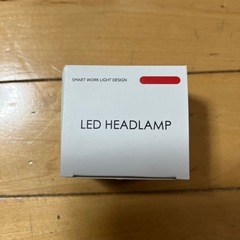 SMART WORK LIGHT DESIGN
LED HEADLAMP